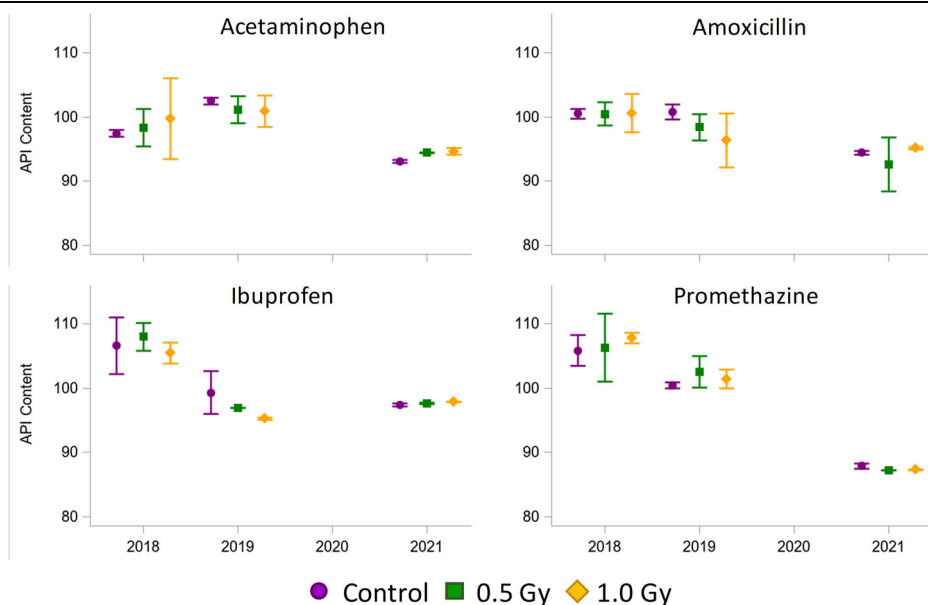 Acetaminophen
110
100
90
80
API Content
Amoxicillin
110
100
90
80
Ibuprofen
110
100
90
80
API Content
2018 2019 2020 2021
Promethazine
110
100
90
80
2018 2019 2020 2021
Control 0.5 Gy 1.0 Gy